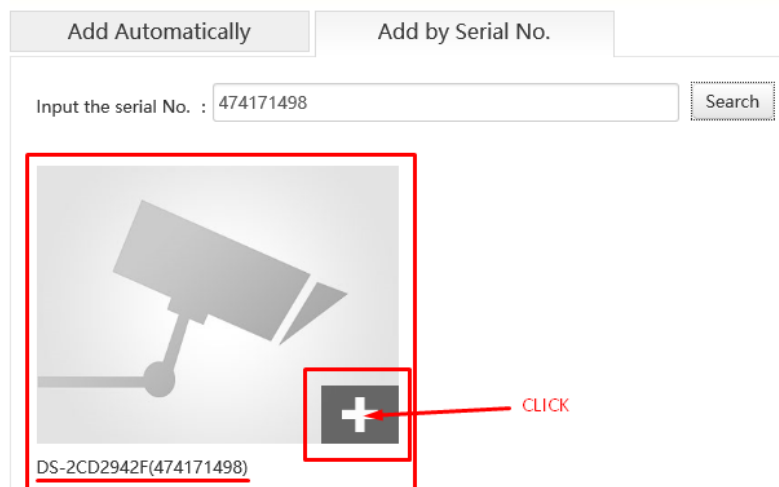 Add Automatically Add by Serial No.
Input the serial No. : 474171498 Search
CLICK
DS-2CD2942F(474171498)